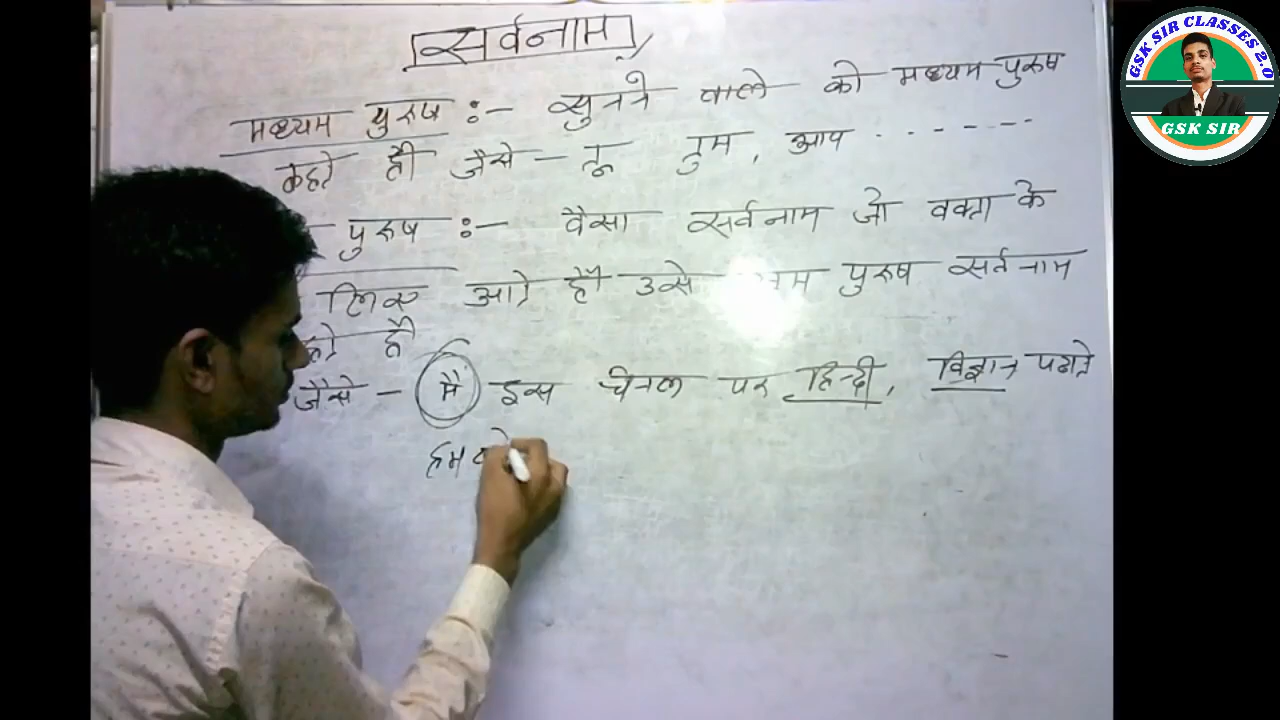 सर्वनाम
मध्यम पुरुष :- सुनने वाले को मध्यम पुरुष
कहते हैं जैसे - तू तुम, आप - - - - - -
पुरुष :- वैसा सर्वनाम जो वक्ता के
लिए आते हैं उसे पुरुष सर्वनाम
है
जैसे - मैं इस चैनल पर हिन्दी, विज्ञान पढाते
हम
GSK SIR CLASSES 2.0
GSK SIR